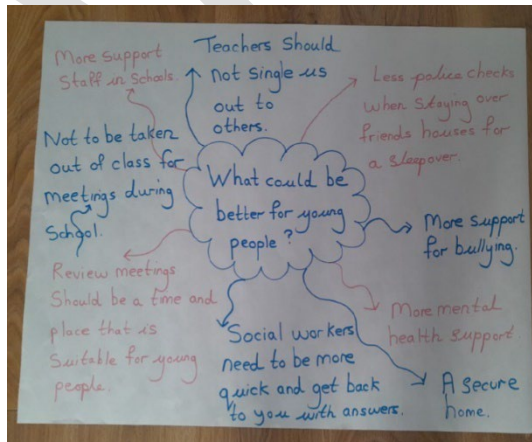 What could be
better for young
people?
Teachers Should
not single us
out to
others.
Less police checks
when staying over
friends houses for
a sleepover.
More support
for bullying.
More mental
health support
A secure
home.
Social workers
need to be more
quick and get back
to you with answers.
Review meetings
Should be a time and
place that is
Suitable for young
people.
Not to be taken
out of class for
meetings during
School.
More support
Staff in Schools.